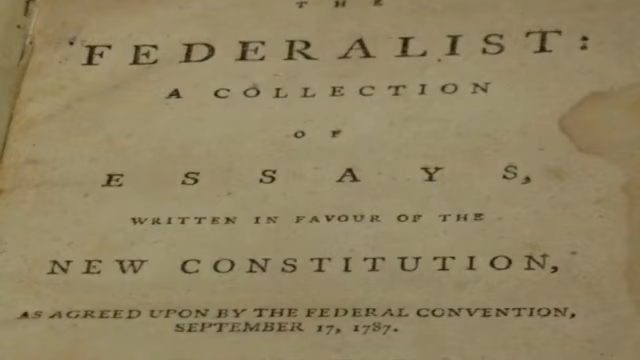 THE
FEDERALIST:
A COLLECTION
OF
ESSAYS,
WRITTEN IN FAVOUR OF THE
NEW CONSTITUTION,
AS AGREED UPON BY THE FEDERAL CONVENTION,
SEPTEMBER 17, 1787.